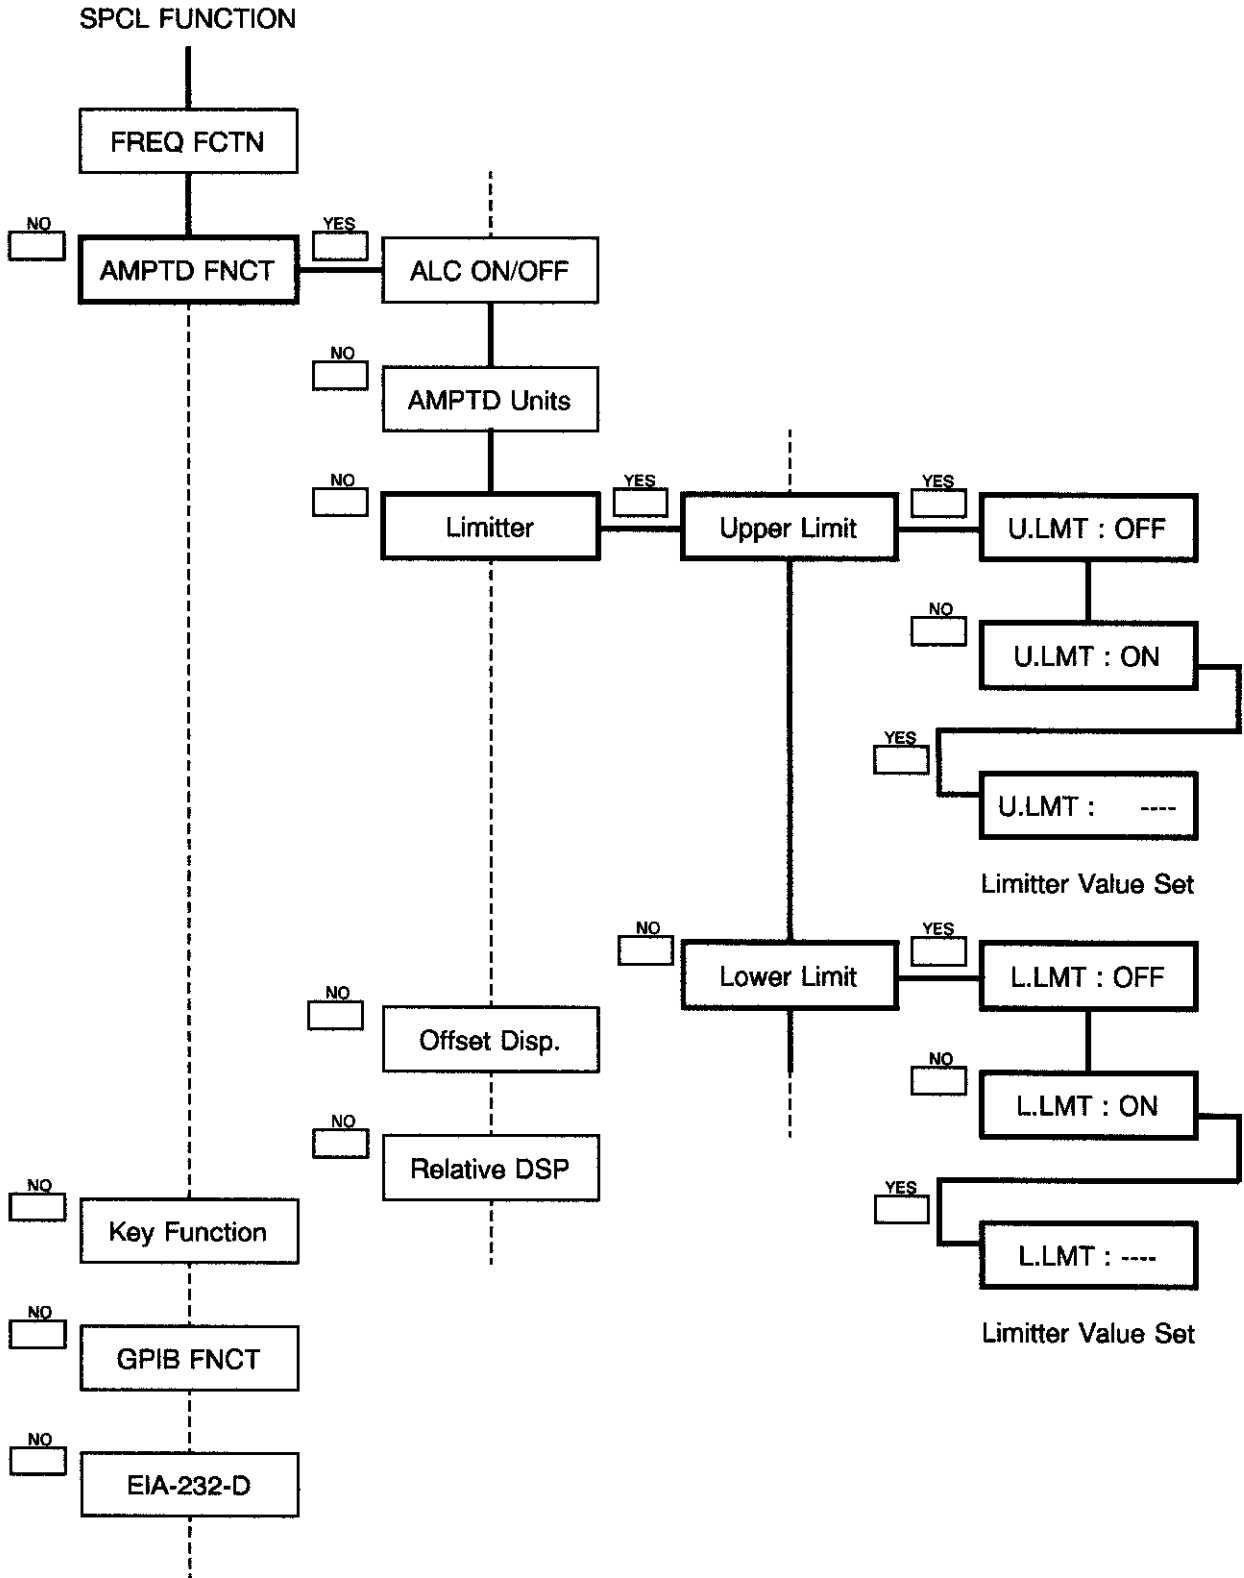 SPCL FUNCTION
FREQ FCTN
NO
YES
AMPTD FNCT
ALC ON/OFF
NO
AMPTD Units
NO
YES
YES
Limitter
Upper Limit
U.LMT : OFF
NO
U.LMT : ON
YES
U.LMT : ----
Limitter Value Set
NO
YES
Lower Limit
L.LMT : OFF
NO
Offset Disp.
NO
L.LMT : ON
NO
Relative DSP
YES
NO
Key Function
L.LMT : ----
Limitter Value Set
NO
GPIB FNCT
NO
EIA-232-D